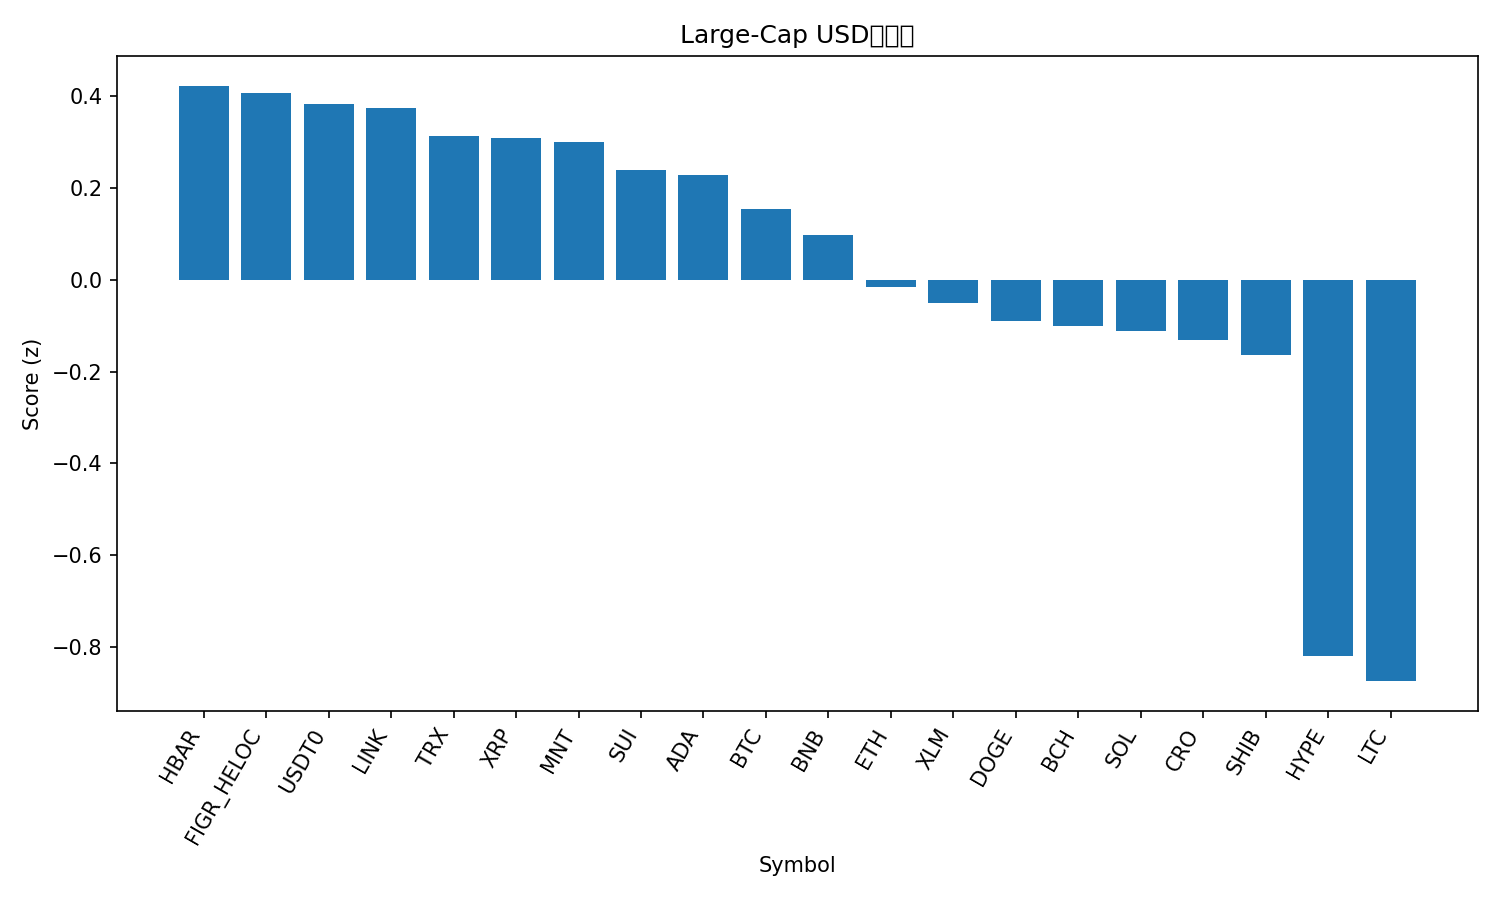 Large-Cap USD
0.4
0.2
0.0
−0.2
−0.4
−0.6
−0.8
Score (z)
HBAR
FIGR_HELOC
USDT0
LINK
TRX
XRP
MNT
SUI
ADA
BTC
BNB
ETH
XLM
DOGE
BCH
SOL
CRO
SHIB
HYPE
LTC
Symbol